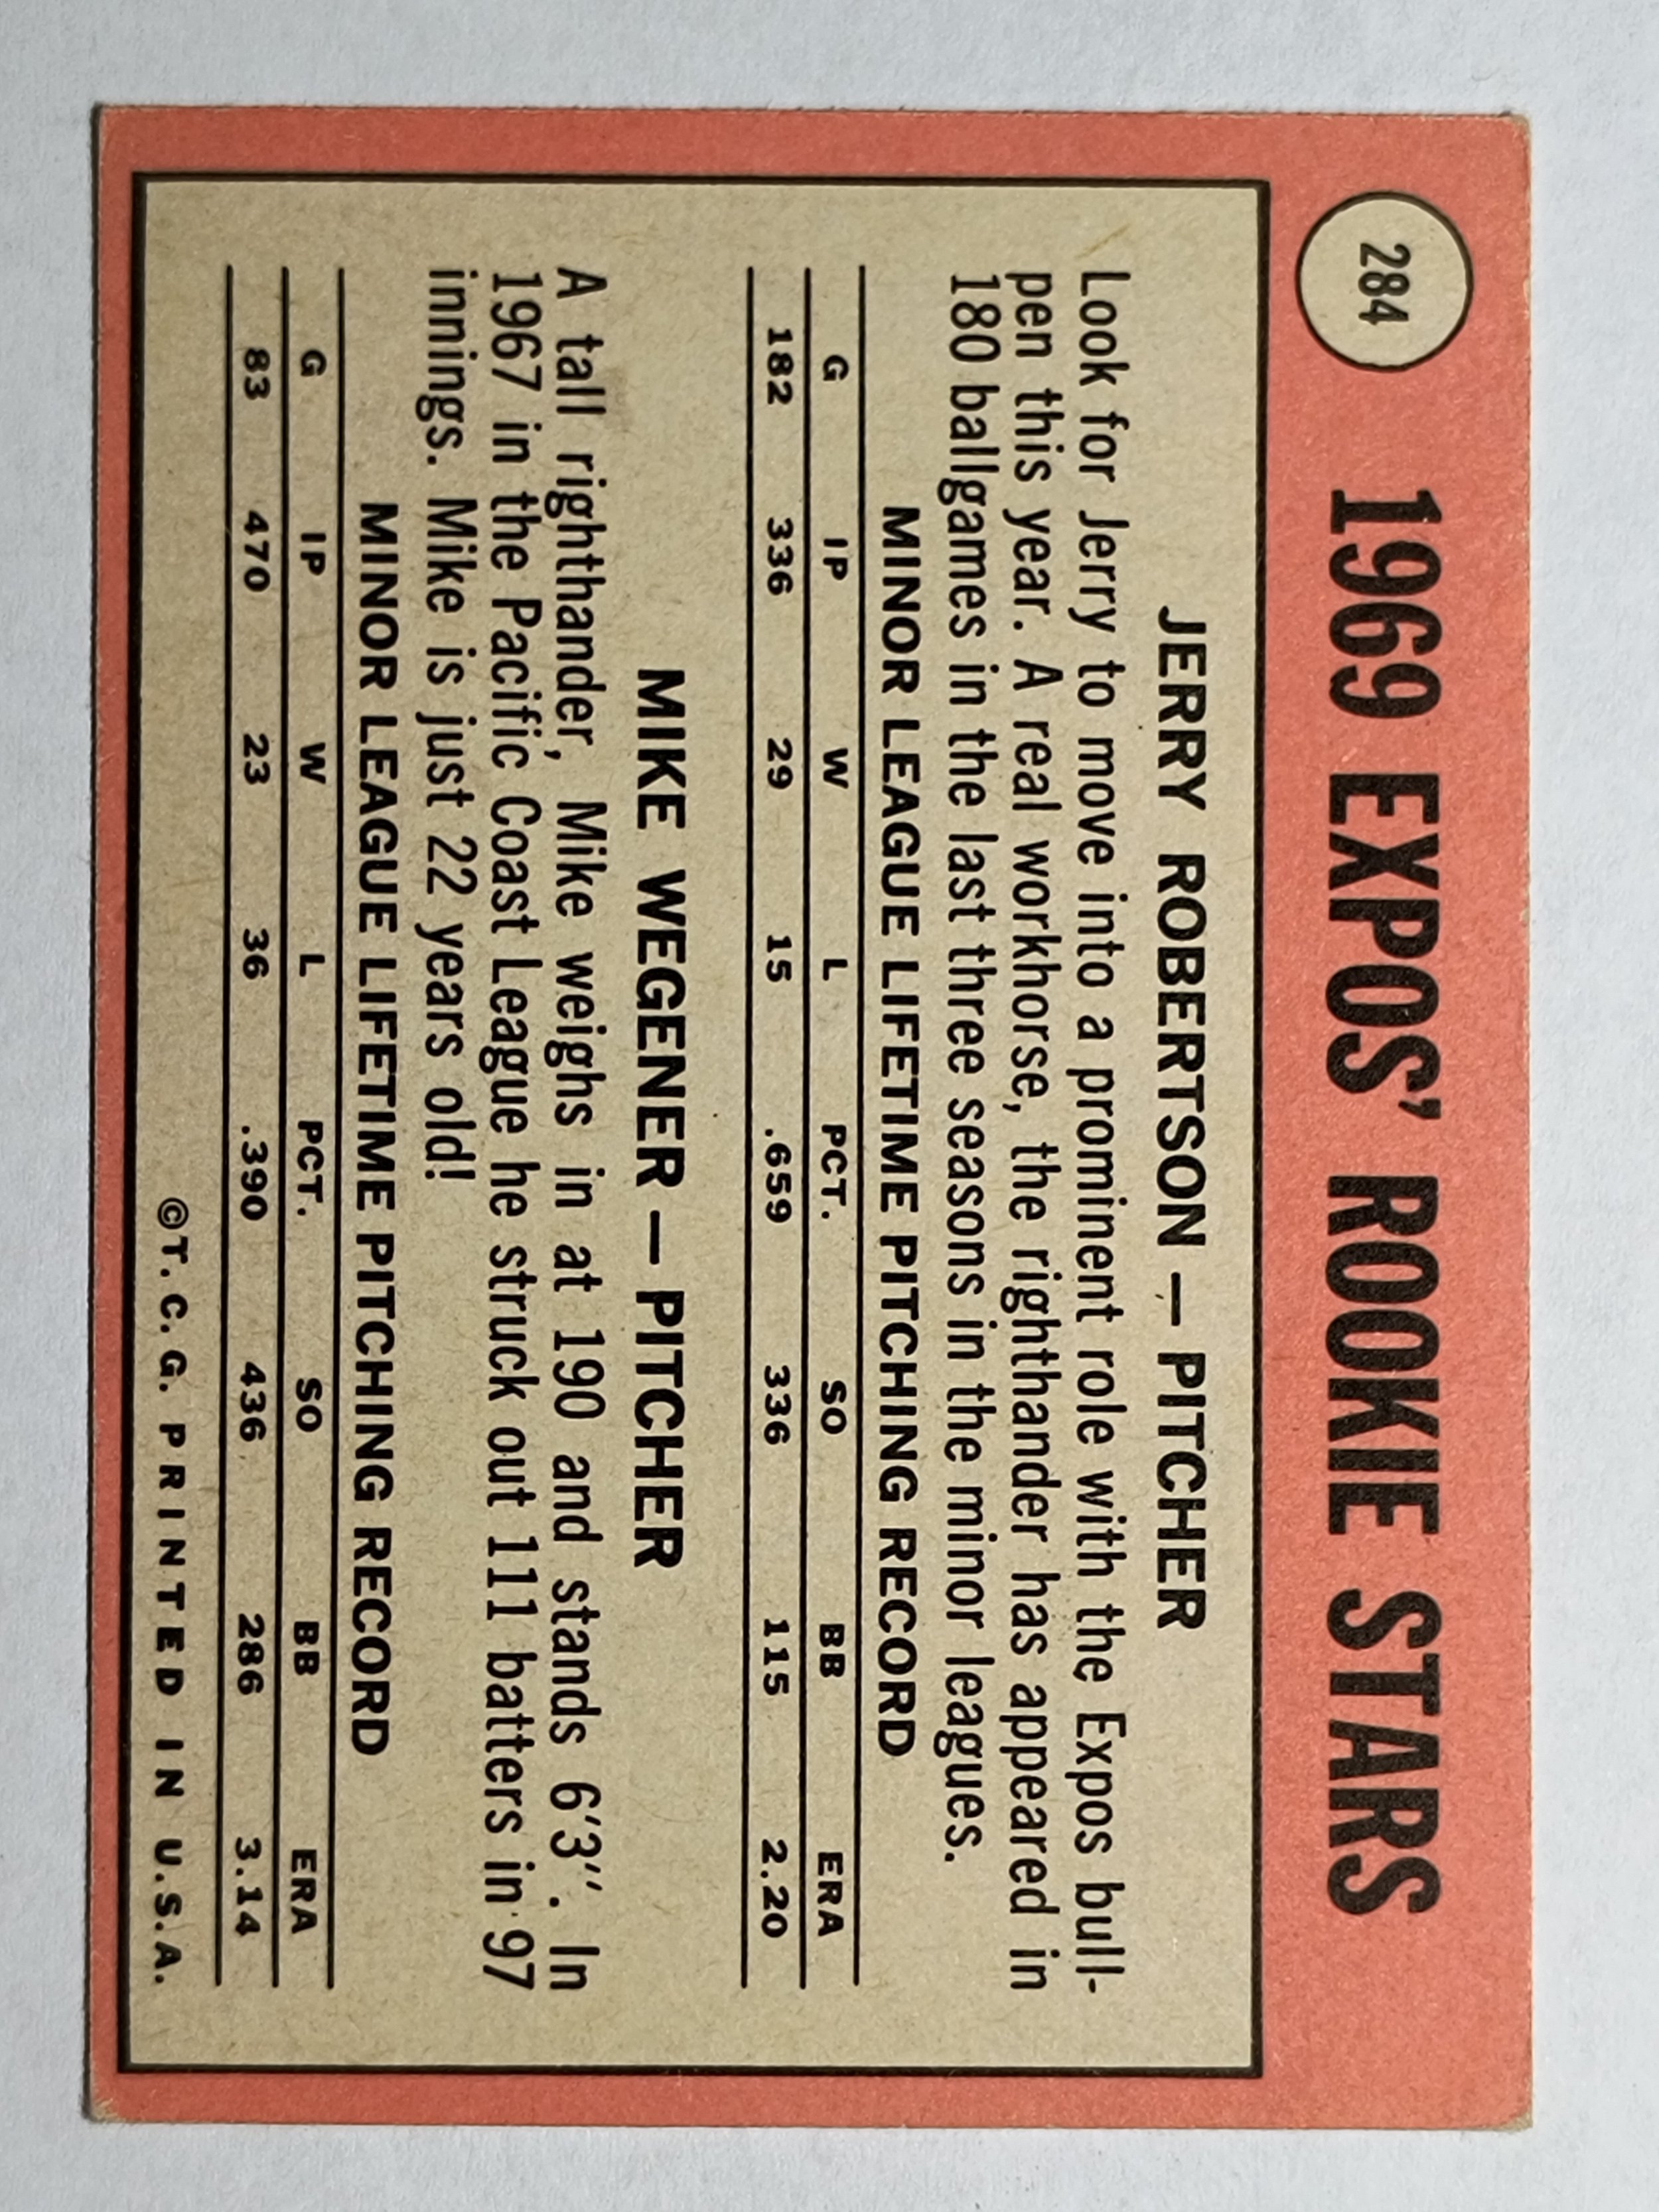 284
1969 EXPOS' ROOKIE STARS
JERRY ROBERTSON — PITCHER
Look for Jerry to move into a prominent role with the Expos bull-
pen this year. A real workhorse, the righthander has appeared in
180 ballgames in the last three seasons in the minor leagues.
MINOR LEAGUE LIFETIME PITCHING RECORD
G IP W L PCT. SO BB ERA
182 336 29 15 .659 336 115 2.20
MIKE WEGENER — PITCHER
A tall righthander, Mike weighs in at 190 and stands 6'3''. In
1967 in the Pacific Coast League he struck out 111 batters in 97
innings. Mike is just 22 years old!
MINOR LEAGUE LIFETIME PITCHING RECORD
G IP W L PCT. SO BB ERA
83 470 23 36 .390 436 286 3.14
©T. C. G. PRINTED IN U.S.A.